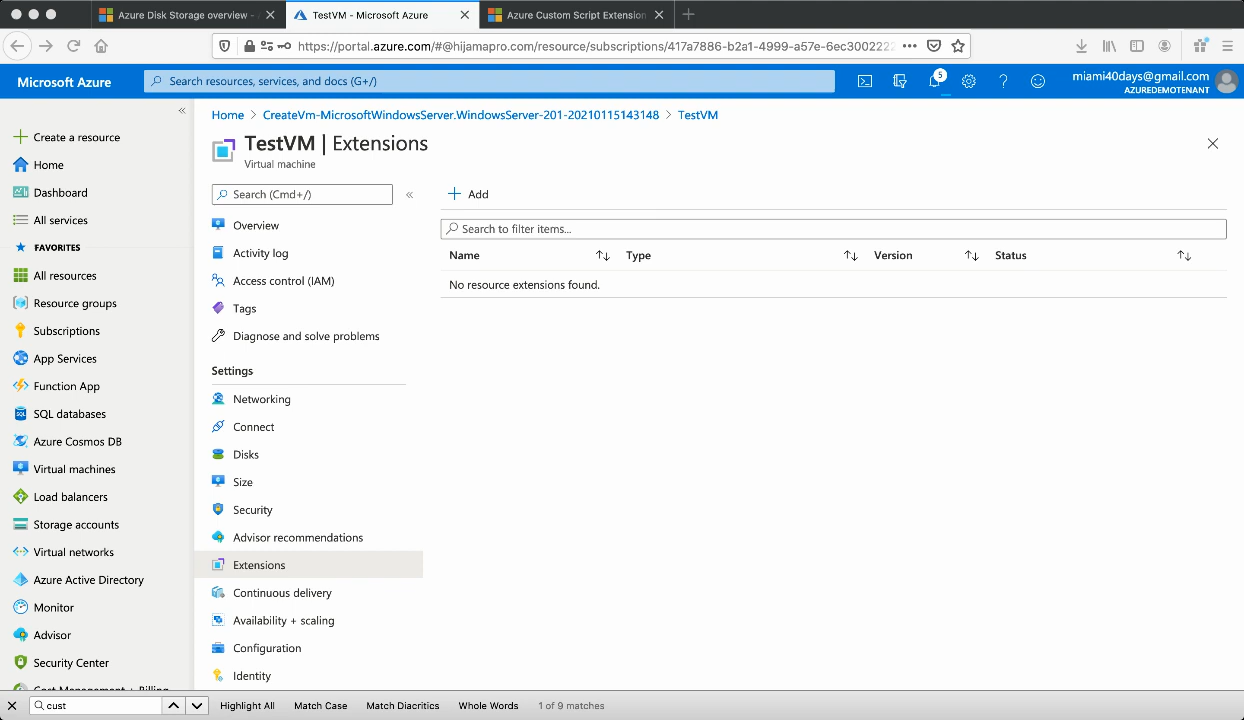 Azure Disk Storage overview -
TestVM - Microsoft Azure
Azure Custom Script Extension
https://portal.azure.com/#@hijamapro.com/resource/subscriptions/417a7886-b2a1-4999-a57e-6ec3002222
Microsoft Azure
Search resources, services, and docs (G+/)
5
miami40days@gmail.com
AZUREDEMOTENANT
Home > CreateVm-MicrosoftWindowsServer.WindowsServer-201-20210115143148 > TestVM
TestVM | Extensions
Virtual machine
Create a resource
Home
Dashboard
All services
FAVORITES
All resources
Resource groups
Subscriptions
App Services
Function App
SQL databases
Azure Cosmos DB
Virtual machines
Load balancers
Storage accounts
Virtual networks
Azure Active Directory
Monitor
Advisor
Security Center
Cost Management + Billing
Search (Cmd+/)
Overview
Activity log
Access control (IAM)
Tags
Diagnose and solve problems
Settings
Networking
Connect
Disks
Size
Security
Advisor recommendations
Extensions
Continuous delivery
Availability + scaling
Configuration
Identity
Add
Search to filter items...
Name Type Version Status
No resource extensions found.
cust Highlight All Match Case Match Diacritics Whole Words 1 of 9 matches